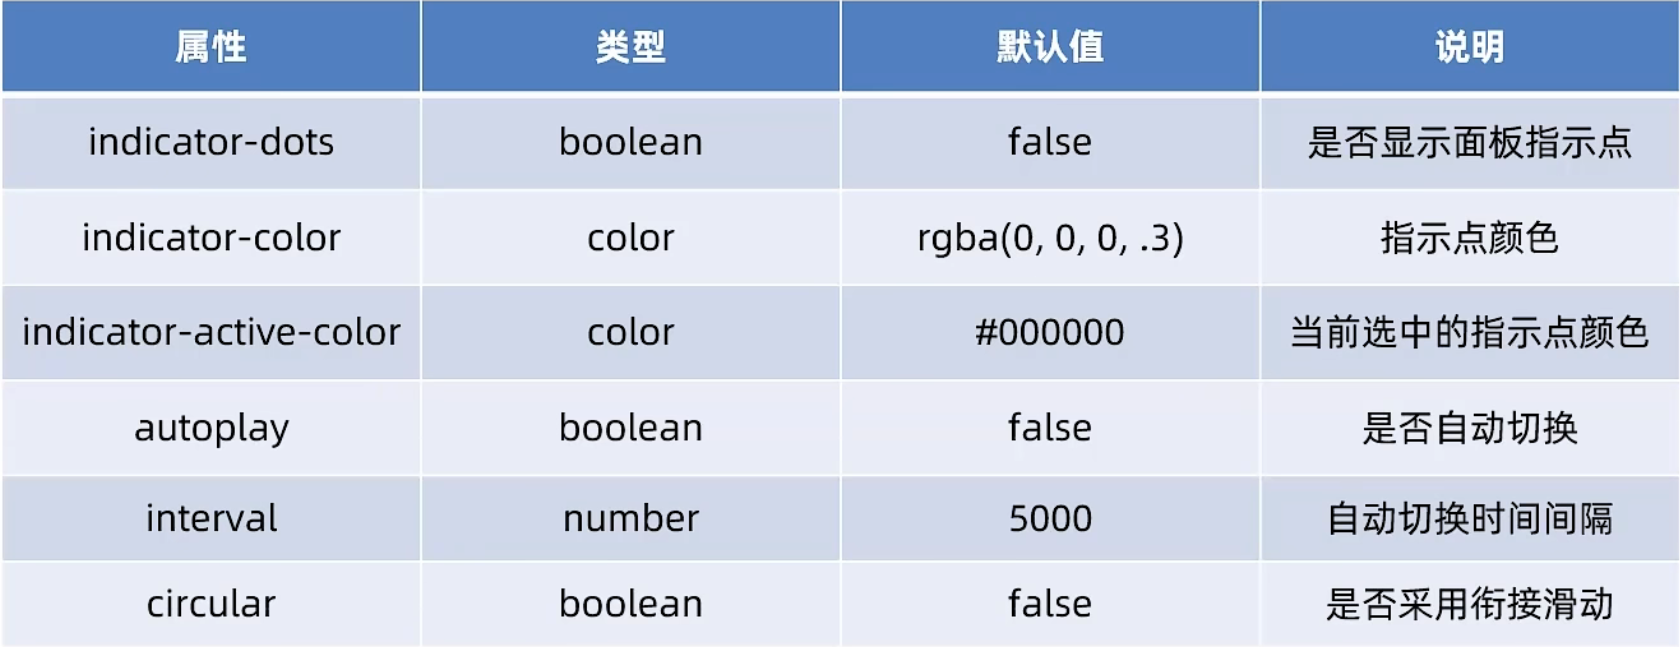 属性 类型 默认值 说明
indicator-dots boolean false 是否显示面板指示点
indicator-color color rgba(0, 0, 0, .3) 指示点颜色
indicator-active-color color #000000 当前选中的指示点颜色
autoplay boolean false 是否自动切换
interval number 5000 自动切换时间间隔
circular boolean false 是否采用衔接滑动